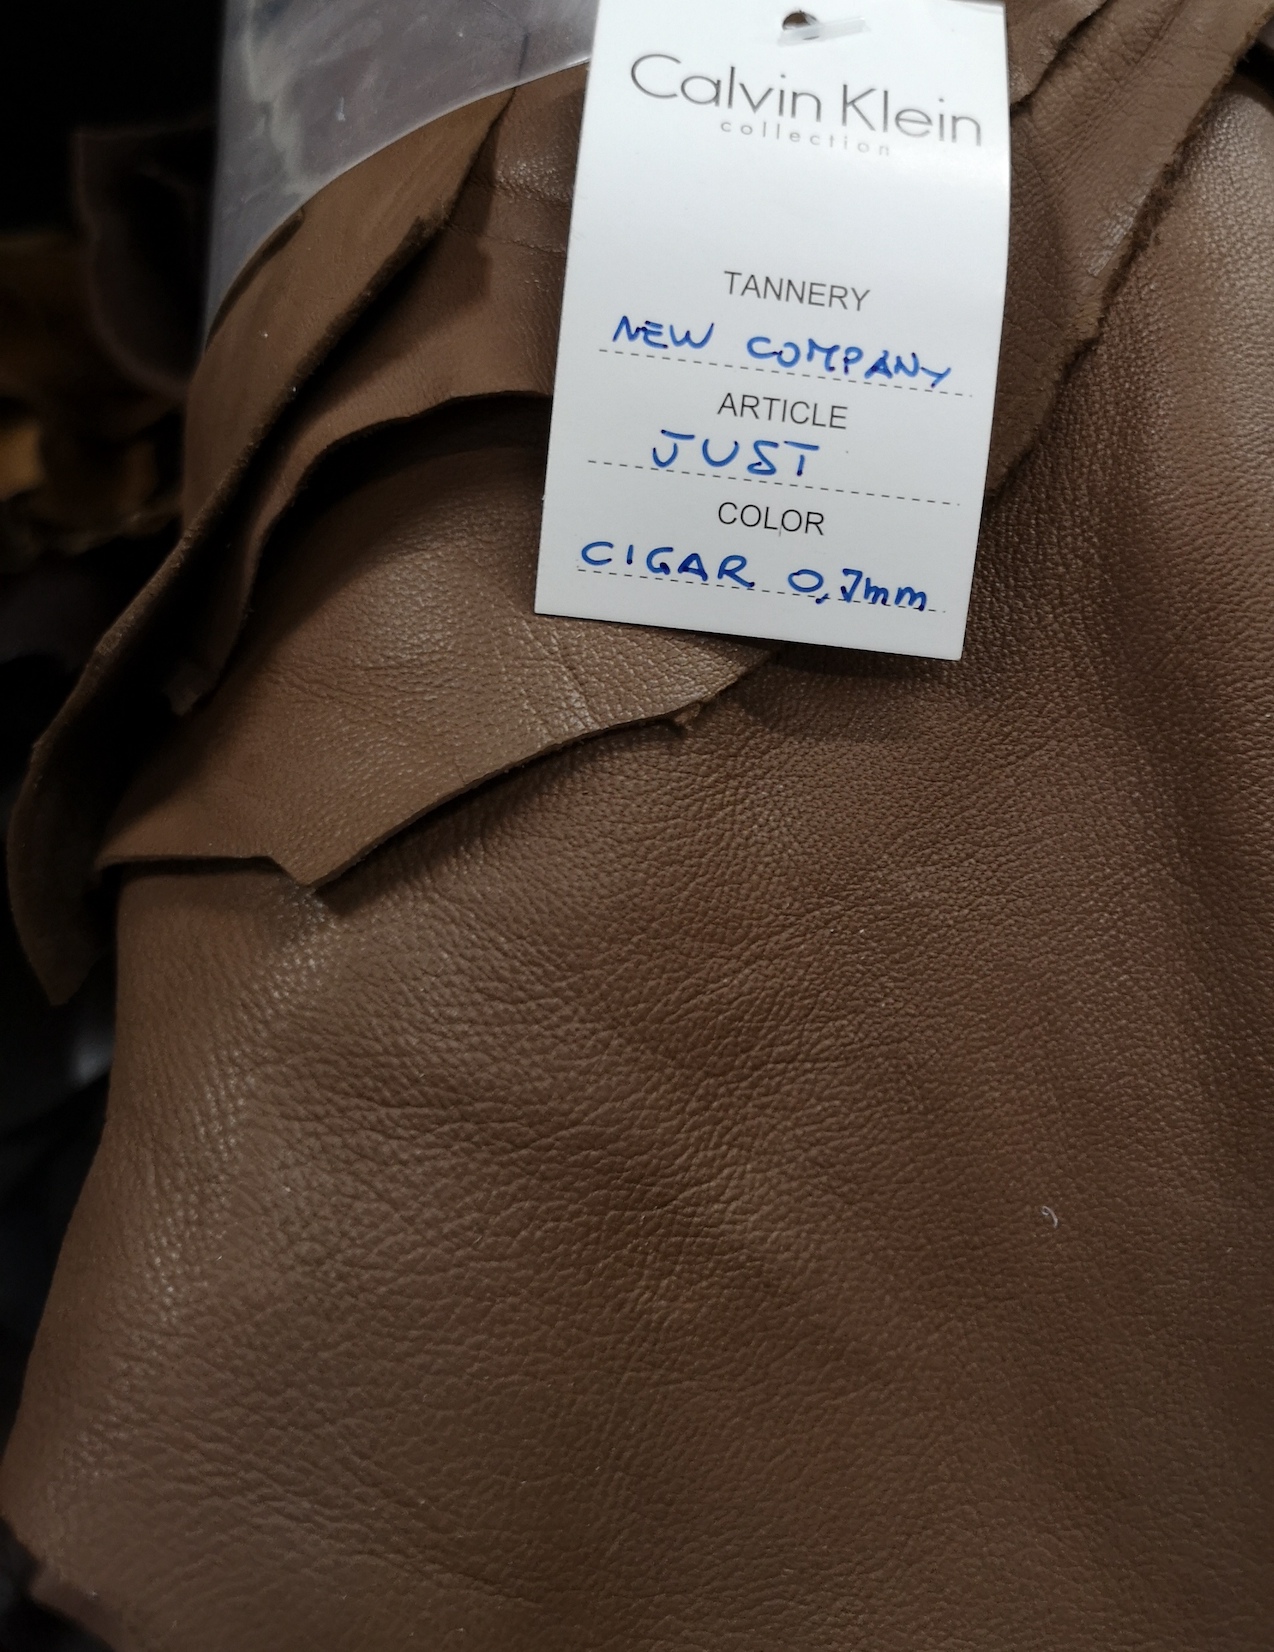 Calvin Klein
collection
TANNERY
NEW COMPANY
ARTICLE
JUST
COLOR
CIGAR 0,7mm